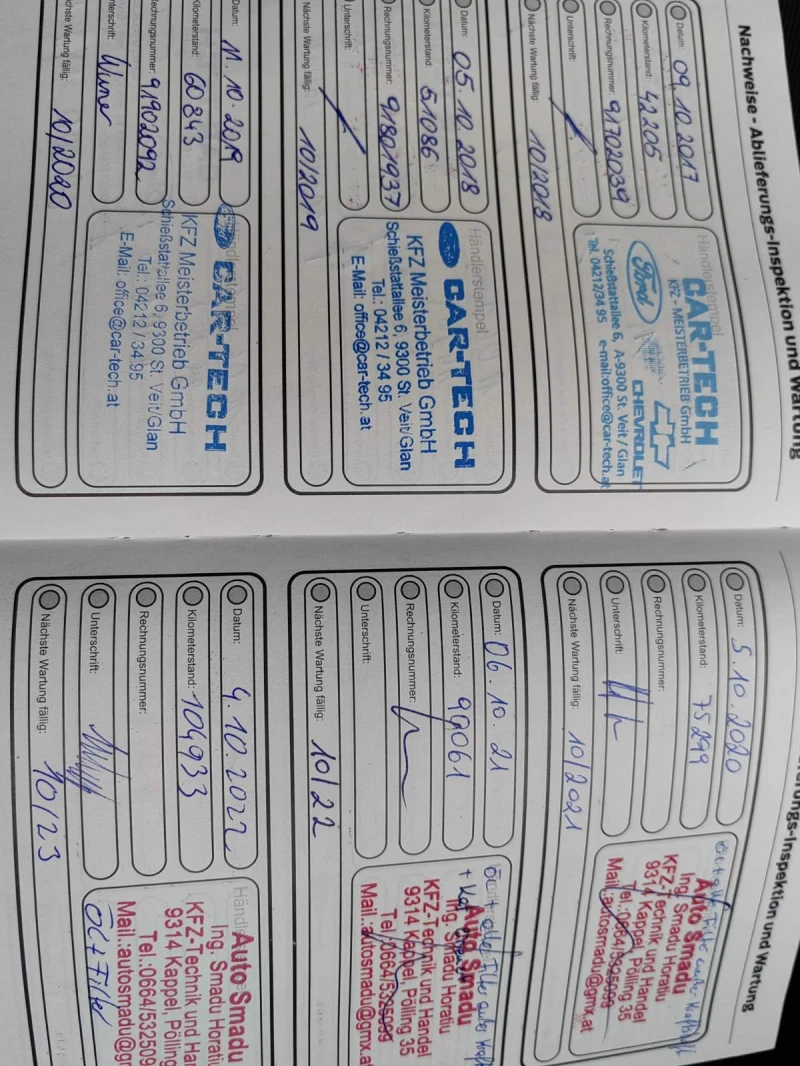 Nachweise - Ablieferungs-Inspektion und Wartung
Datum: 09.10.2017
Kilometerstand: 42205
Rechnungsnummer: 91702039
Unterschrift:
Nächste Wartung fällig: 10/2018
Händlerstempel
CAR-TECH
KFZ - MEISTERBETRIEB GmbH
Ford
CHEVROLET
Schießstattallee 6, A-9300 St. Veit / Glan
Tel. 04212/34 95 e-mail:office@car-tech.at
Datum: 05.10.2018
Kilometerstand: 51086
Rechnungsnummer: 91801937
Unterschrift:
Nächste Wartung fällig: 10/2019
Händlerstempel
CAR-TECH
KFZ Meisterbetrieb GmbH
Schießstattallee 6, 9300 St. Veit/Glan
Tel.: 04212 / 34 95
E-Mail: office@car-tech.at
Datum: 11.10.2019
Kilometerstand: 60843
Rechnungsnummer: 91902092
Unterschrift:
Nächste Wartung fällig: 10/2020
Händlerstempel
CAR-TECH
KFZ Meisterbetrieb GmbH
Schießstattallee 6, 9300 St. Veit/Glan
Tel.: 04212 / 34 95
E-Mail: office@car-tech.at
-Inspektion und Wartung
Datum: 5.10.2020
Kilometerstand: 75299
Rechnungsnummer:
Unterschrift:
Nächste Wartung fällig: 10/2021
Auto Smadu
Ing. Smadu Horatiu
KFZ-Technik und Handel
9314 Kappel, Pölling 35
Tel.:0664/5325099
Mail.:autosmadu@gmx.at
Datum: 06.10.21
Kilometerstand: 99061
Rechnungsnummer:
Unterschrift:
Nächste Wartung fällig: 10/22
Auto Smadu
Ing. Smadu Horatiu
KFZ-Technik und Handel
9314 Kappel, Pölling 35
Tel.:0664/5325099
Mail.:autosmadu@gmx.at
Datum: 4.10.2022
Kilometerstand: 104933
Rechnungsnummer:
Unterschrift:
Nächste Wartung fällig: 10/23
Händle
Auto Smadu
Ing. Smadu Horatiu
KFZ-Technik und Han
9314 Kappel, Pölling
Tel.:0664/532509
Mail.:autosmadu@gm
Öl + Filter